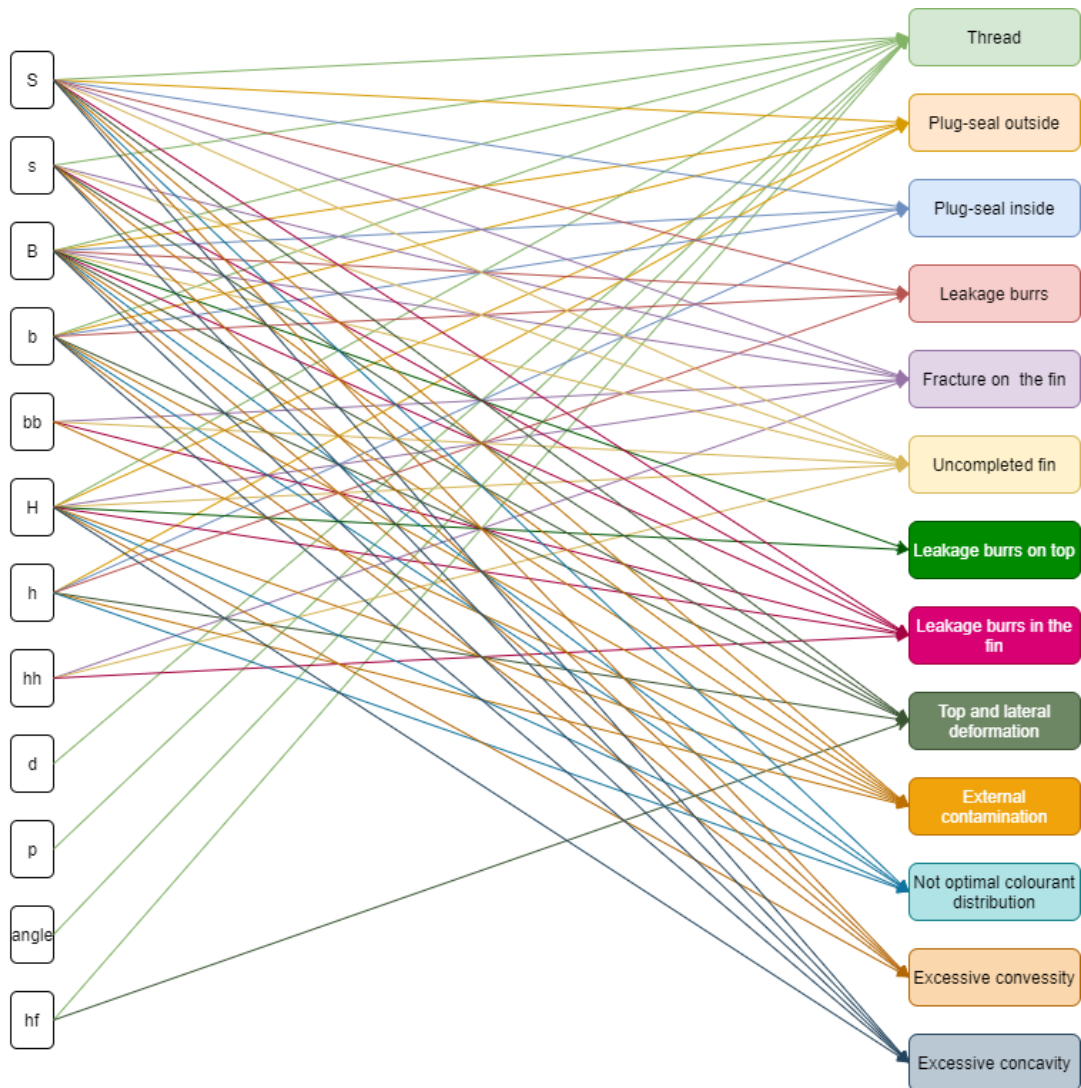 S
s
B
b
bb
H
h
hh
d
p
angle
hf
Thread
Plug-seal outside
Plug-seal inside
Leakage burrs
Fracture on the fin
Uncompleted fin
Leakage burrs on top
Leakage burrs in the
fin
Top and lateral
deformation
External
contamination
Not optimal colourant
distribution
Excessive convessity
Excessive concavity